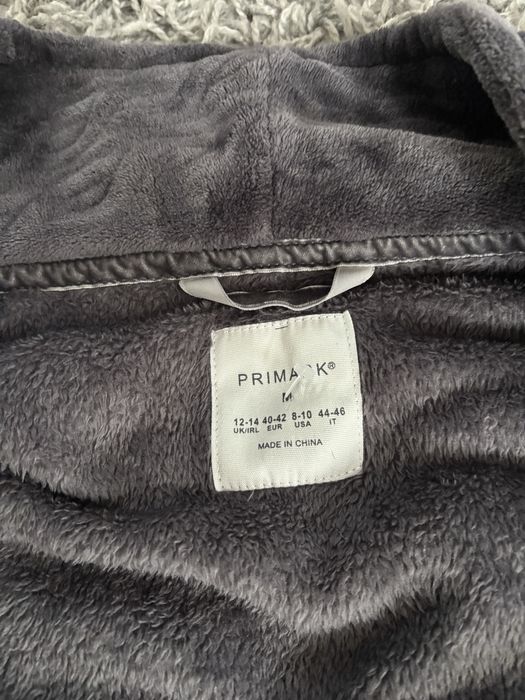 PRIMARK®
M
12-14 40-42 8-10 44-46
UK/IRL EUR USA IT
MADE IN CHINA